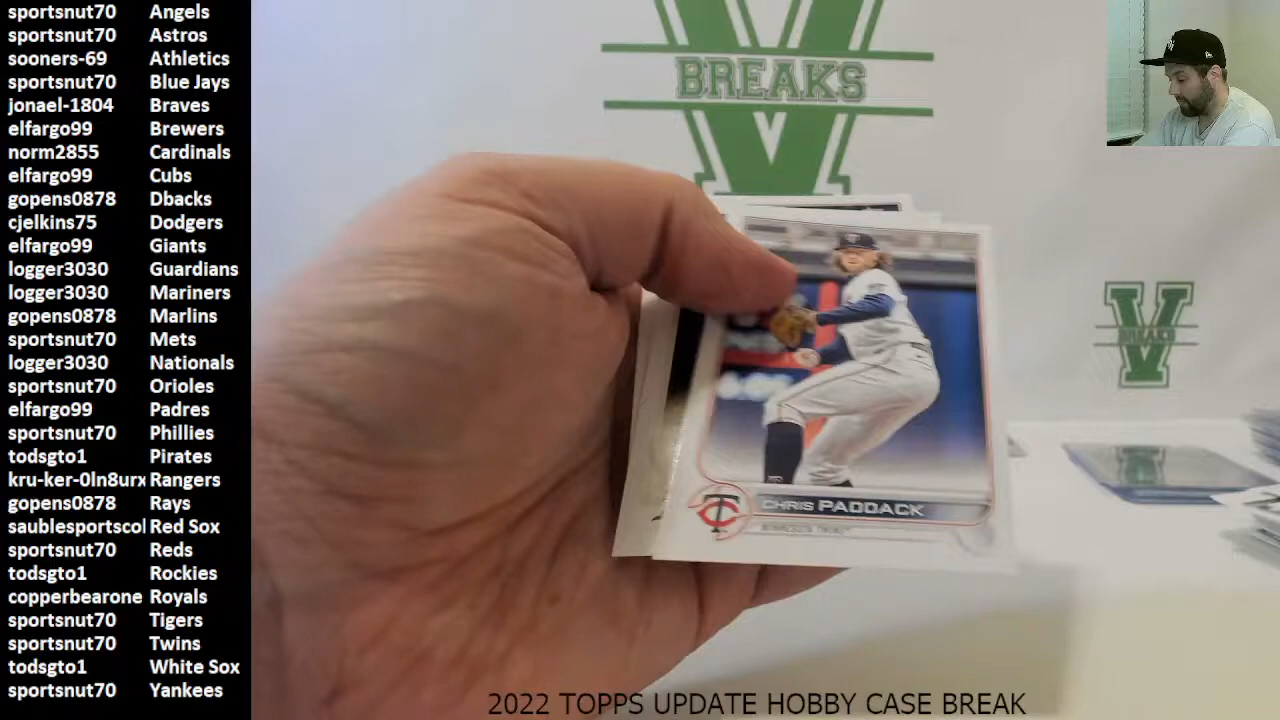 sportsnut70 Angels
sportsnut70 Astros
sooners-69 Athletics
sportsnut70 Blue Jays
jonael-1804 Braves
elfargo99 Brewers
norm2855 Cardinals
elfargo99 Cubs
gopens0878 Dbacks
cjelkins75 Dodgers
elfargo99 Giants
logger3030 Guardians
logger3030 Mariners
gopens0878 Marlins
sportsnut70 Mets
logger3030 Nationals
sportsnut70 Orioles
elfargo99 Padres
sportsnut70 Phillies
todsgto1 Pirates
kru-ker-0ln8urx Rangers
gopens0878 Rays
saublesportscol Red Sox
sportsnut70 Reds
todsgto1 Rockies
copperbearone Royals
sportsnut70 Tigers
sportsnut70 Twins
todsgto1 White Sox
sportsnut70 Yankees
V
BREAKS
V
BREAKS
TC
CHRIS PADDACK
MINNESOTA TWINS
2022 TOPPS UPDATE HOBBY CASE BREAK